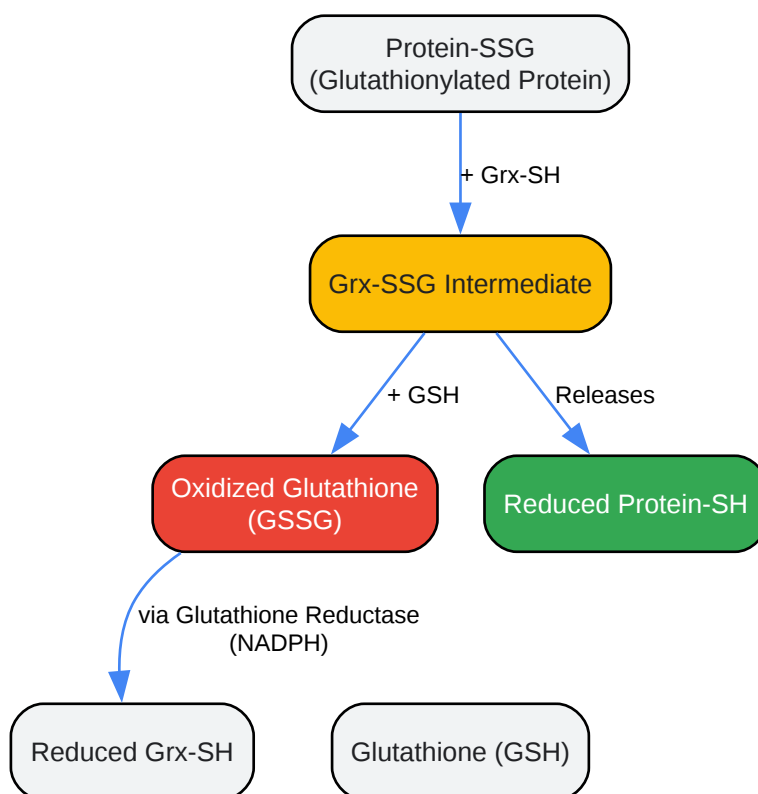 Protein-SSG
(Glutathionylated Protein)
+ Grx-SH
Grx-SSG Intermediate
+ GSH
Releases
Oxidized Glutathione
(GSSG)
Reduced Protein-SH
via Glutathione Reductase
(NADPH)
Reduced Grx-SH
Glutathione (GSH)